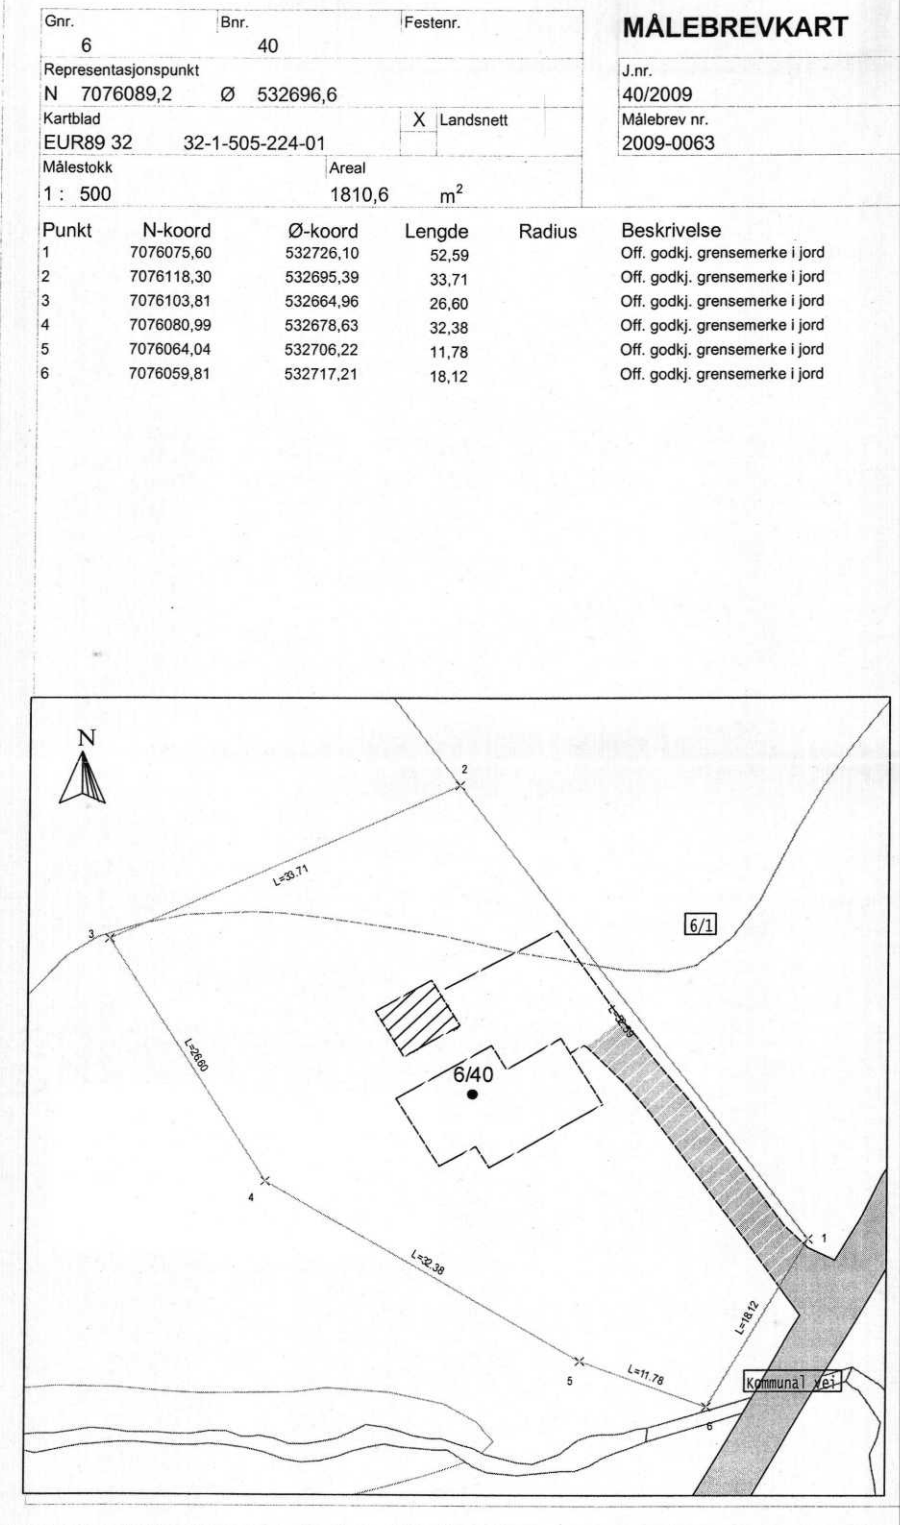 Gnr. Bnr. Festenr.
6 40
MÅLEBREVKART
Representasjonspunkt
N 7076089,2 Ø 532696,6
J.nr.
40/2009
Kartblad X Landsnett
EUR89 32 32-1-505-224-01
Målebrev nr.
2009-0063
Målestokk Areal
1 : 500 1810,6 m²
Punkt N-koord Ø-koord Lengde Radius Beskrivelse
1 7076075,60 532726,10 52,59 Off. godkj. grensemerke i jord
2 7076118,30 532695,39 33,71 Off. godkj. grensemerke i jord
3 7076103,81 532664,96 26,60 Off. godkj. grensemerke i jord
4 7076080,99 532678,63 32,38 Off. godkj. grensemerke i jord
5 7076064,04 532706,22 11,78 Off. godkj. grensemerke i jord
6 7076059,81 532717,21 18,12 Off. godkj. grensemerke i jord
N
2
L=33.71
3
6/1
L=52.59
L=26.60
6/40
4
1
L=32.38
L=18.12
5
L=11.78
Kommunal vei
6